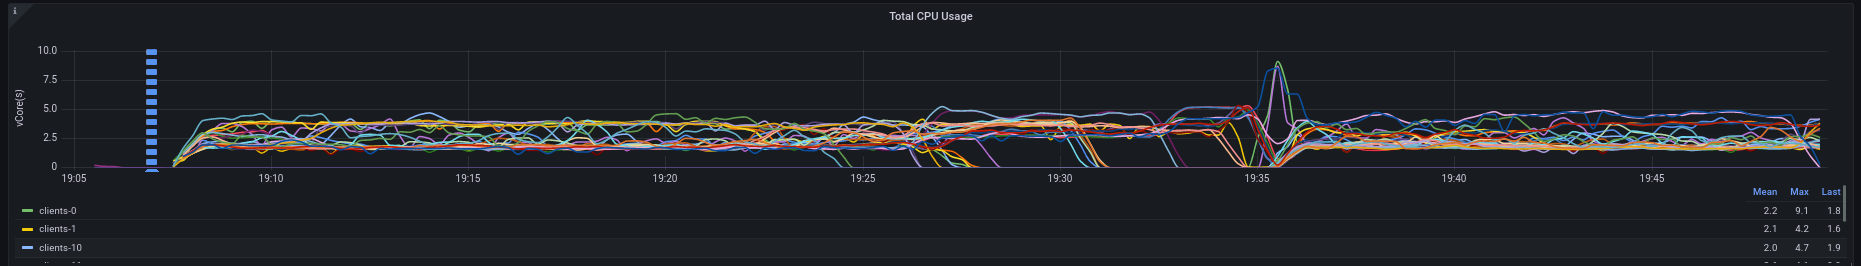 i
Total CPU Usage
vCore(s)
10.0
7.5
5.0
2.5
0
19:05 19:10 19:15 19:20 19:25 19:30 19:35 19:40 19:45
Mean Max Last
clients-0 2.2 9.1 1.8
clients-1 2.1 4.2 1.6
clients-10 2.0 4.7 1.9